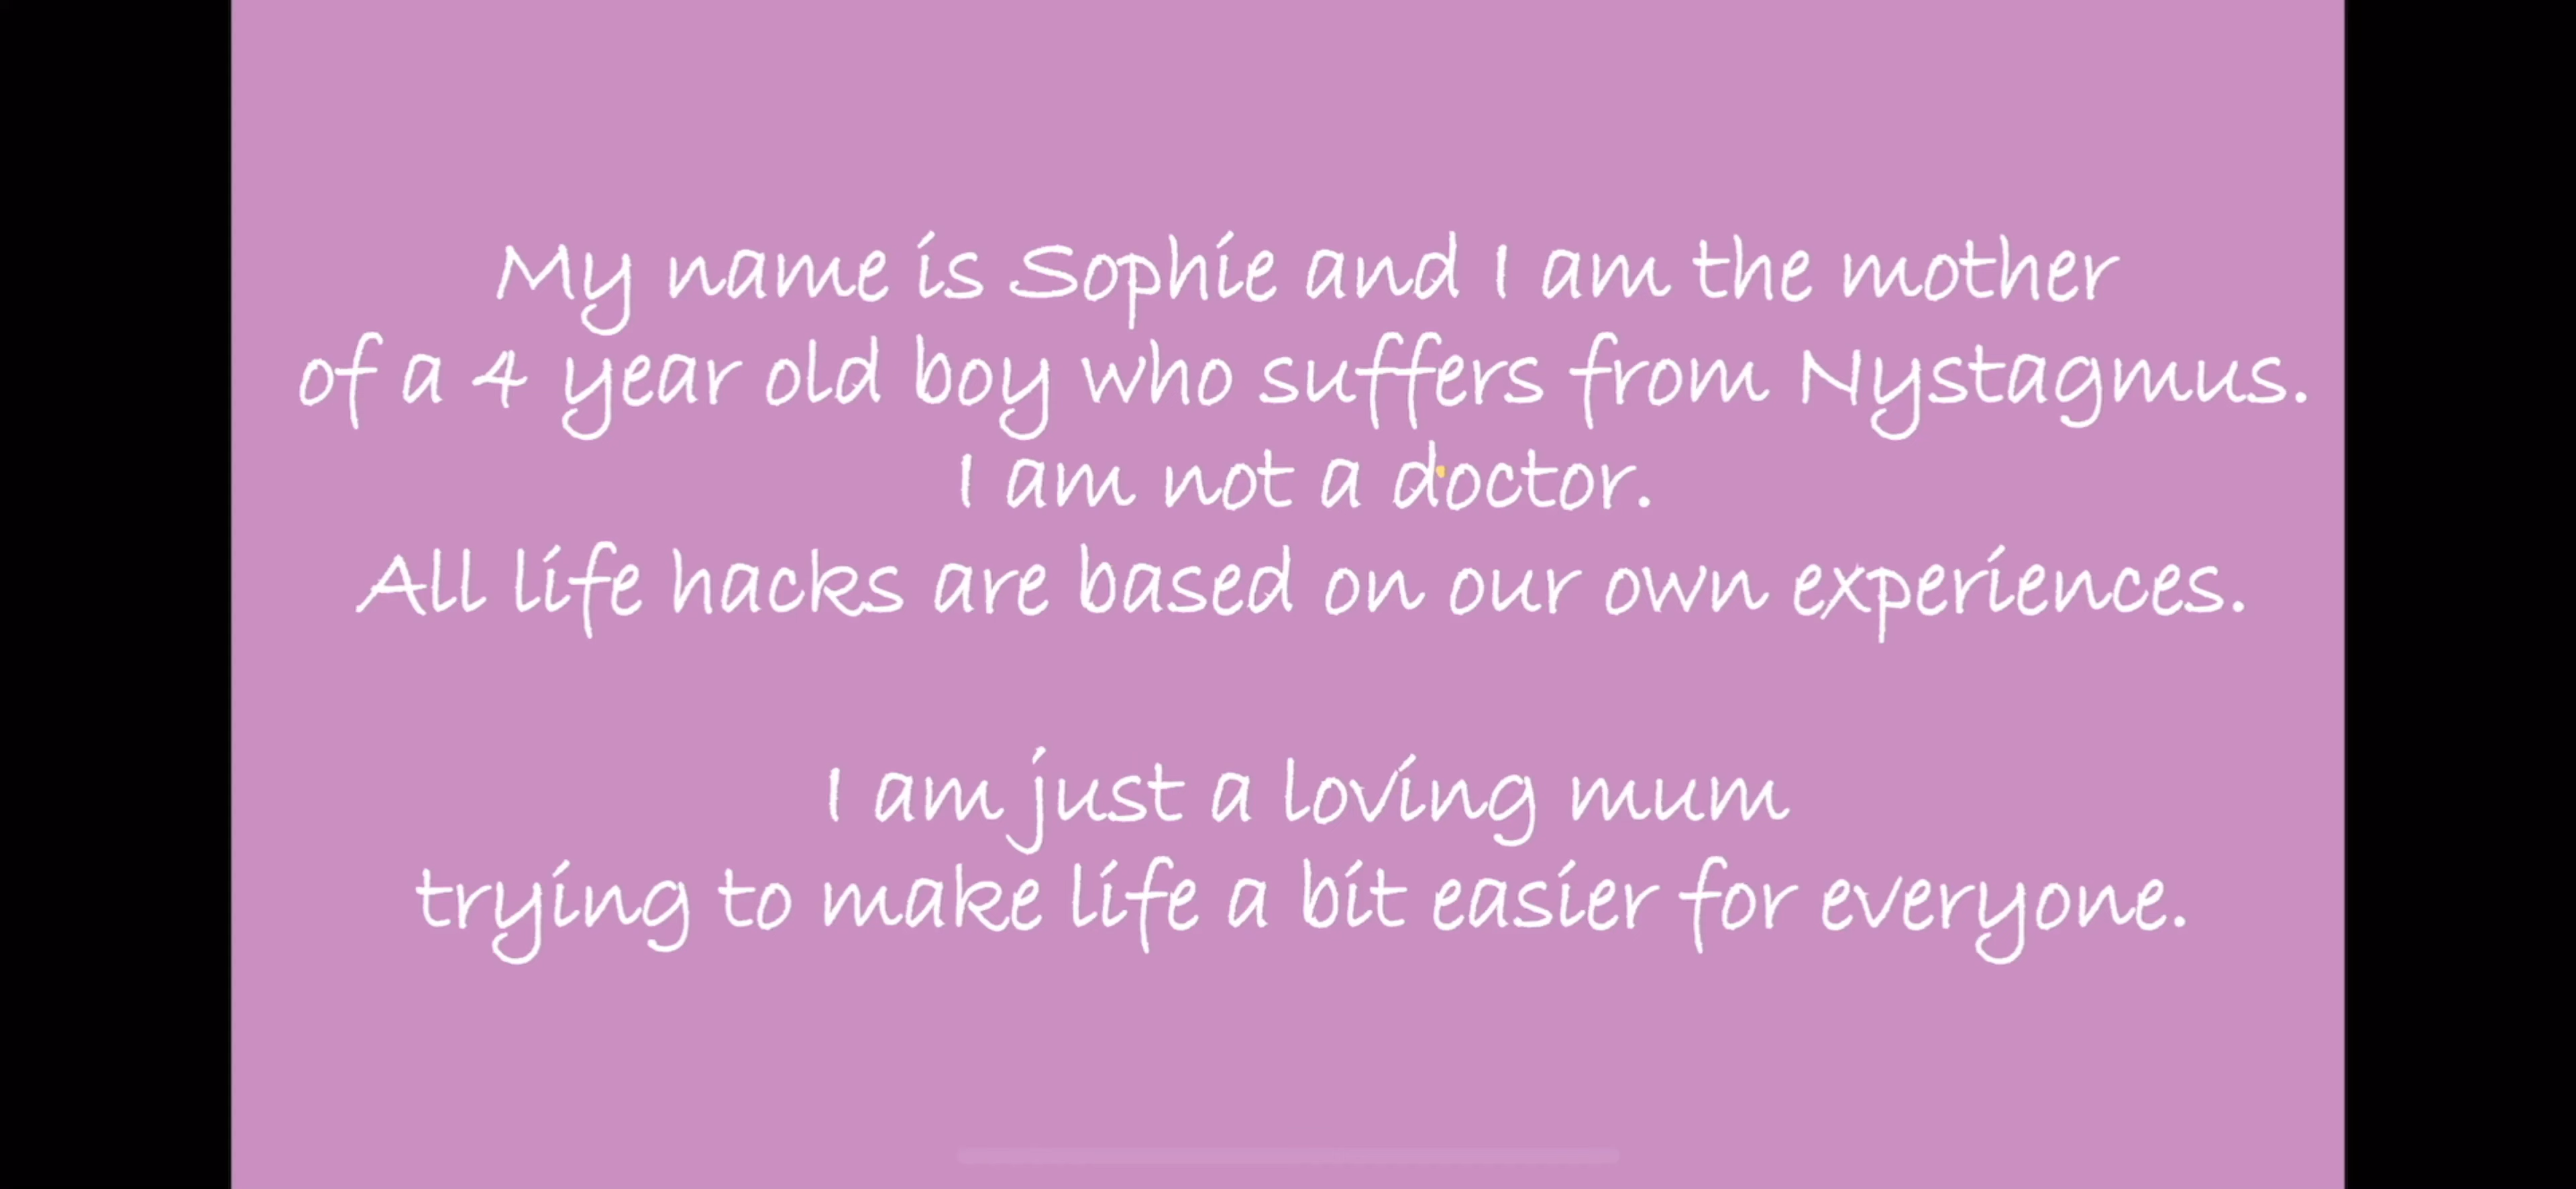 My name is Sophie and I am the mother
of a 4 year old boy who suffers from Nystagmus.
I am not a doctor.
All life hacks are based on our own experiences.
I am just a loving mum
trying to make life a bit easier for everyone.